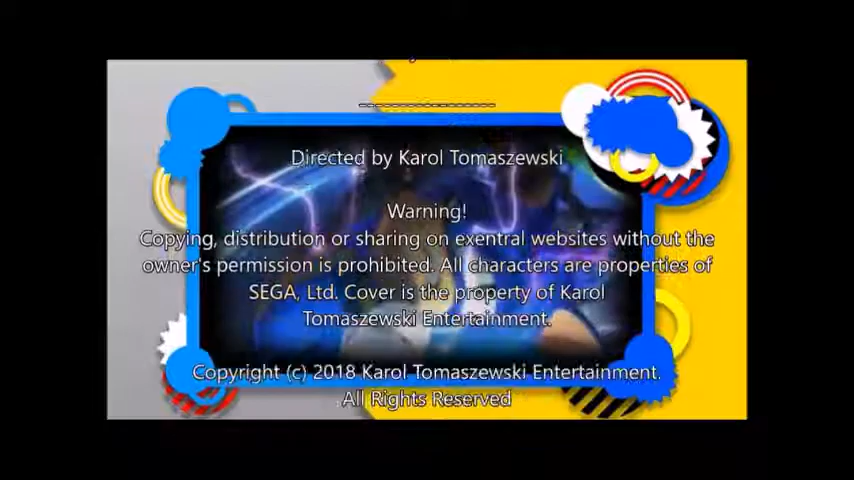 Directed by Karol Tomaszewski
Warning!
Copying, distribution or sharing on exentral websites without the
owner's permission is prohibited. All characters are properties of
SEGA, Ltd. Cover is the property of Karol
Tomaszewski Entertainment.
Copyright (c) 2018 Karol Tomaszewski Entertainment.
All Rights Reserved